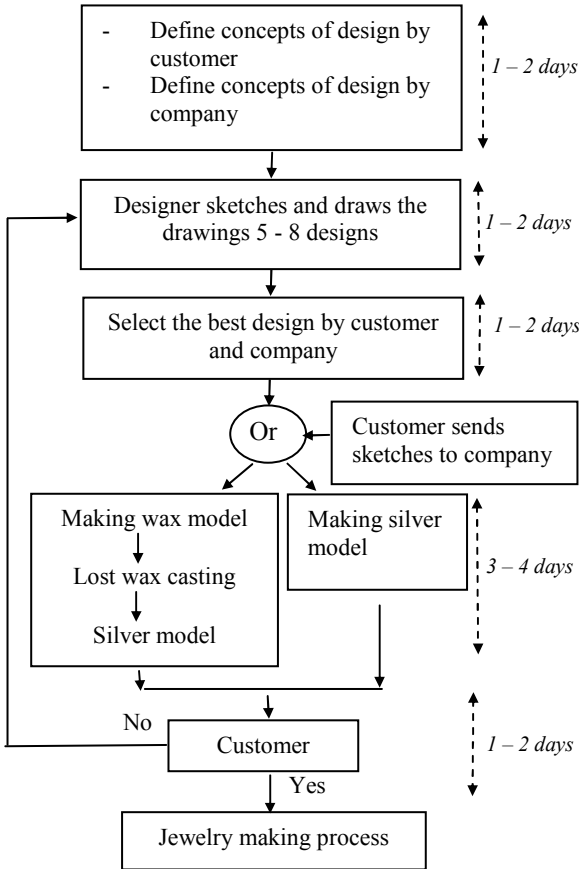 - Define concepts of design by
customer
- Define concepts of design by
company
1 – 2 days
Designer sketches and draws the
drawings 5 - 8 designs
1 – 2 days
Select the best design by customer
and company
1 – 2 days
Or
Customer sends
sketches to company
Making wax model
Lost wax casting
Silver model
Making silver
model
3 – 4 days
No
Customer
1 – 2 days
Yes
Jewelry making process